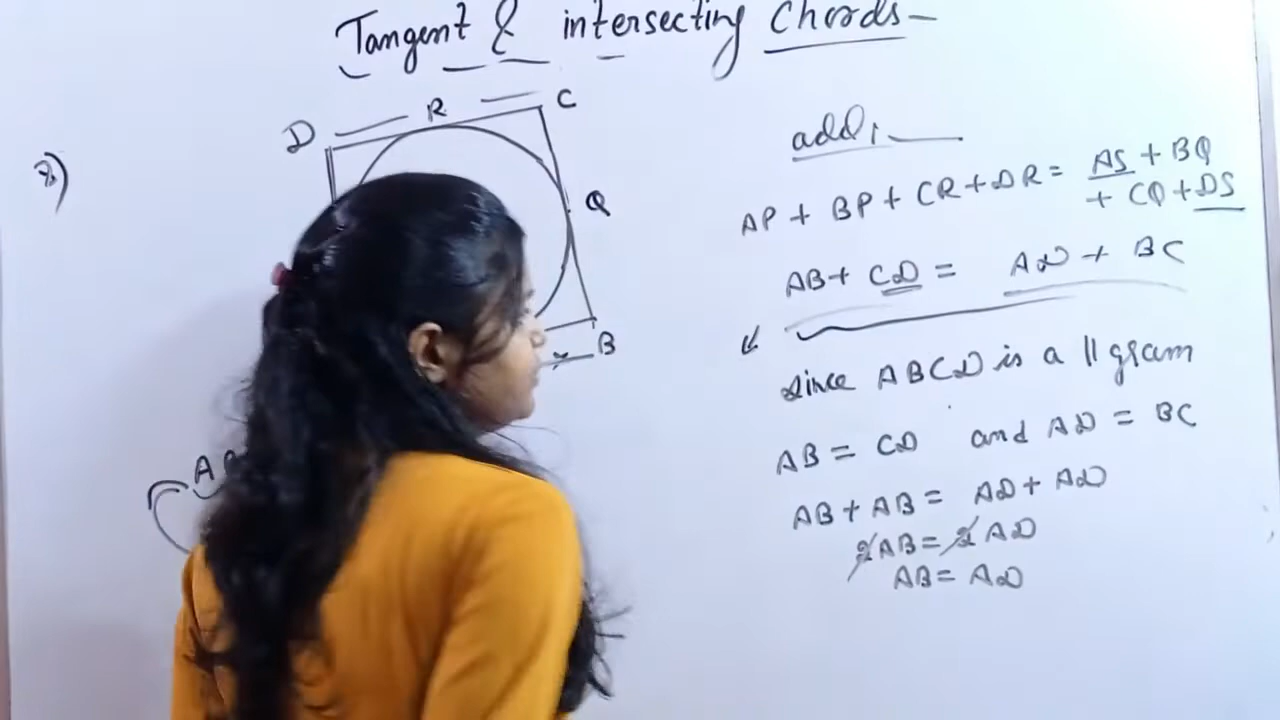 Tangent & intersecting Chords-
8)
D R C
Q
B
A
add,
AP + BP + CR + DR = AS + BQ
+ CQ + DS
AB + CD = AD + BC
since ABCD is a ||gram
AB = CD and AD = BC
AB + AB = AD + AD
2AB = 2AD
AB = AD